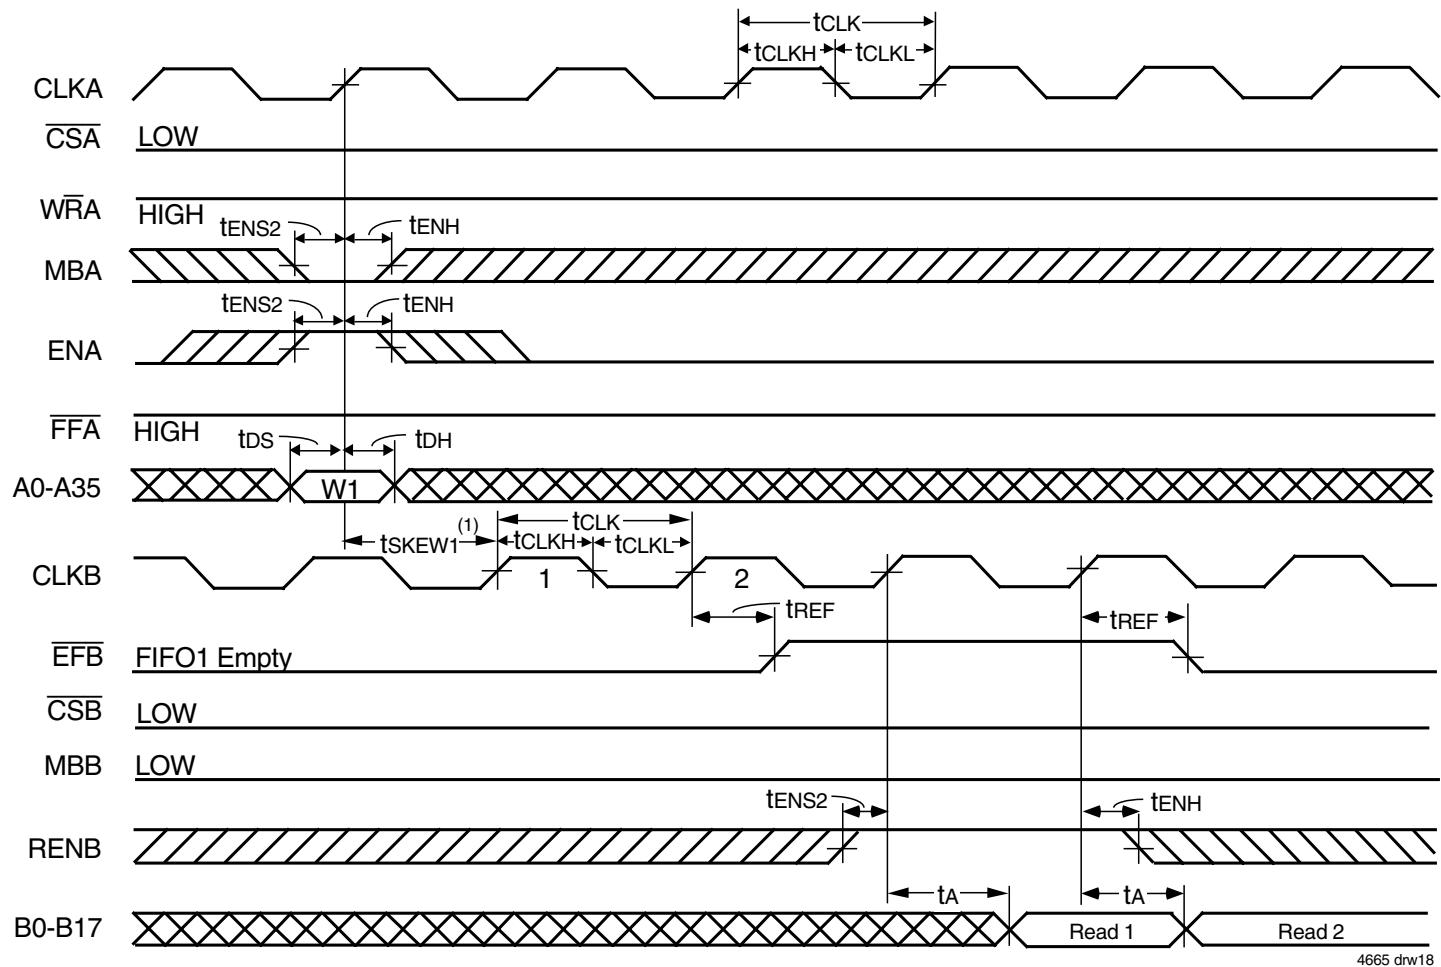 tCLK
tCLKH tCLKL
CLKA
CSA LOW
WRA HIGH
tENS2 tENH
MBA
tENS2 tENH
ENA
FFA HIGH
tDS tDH
A0-A35 W1
tSKEW1 (1) tCLK
tCLKH tCLKL
CLKB 1 2
tREF tREF
EFB FIFO1 Empty
CSB LOW
MBB LOW
tENS2 tENH
RENB
tA tA
B0-B17 Read 1 Read 2
4665 drw18